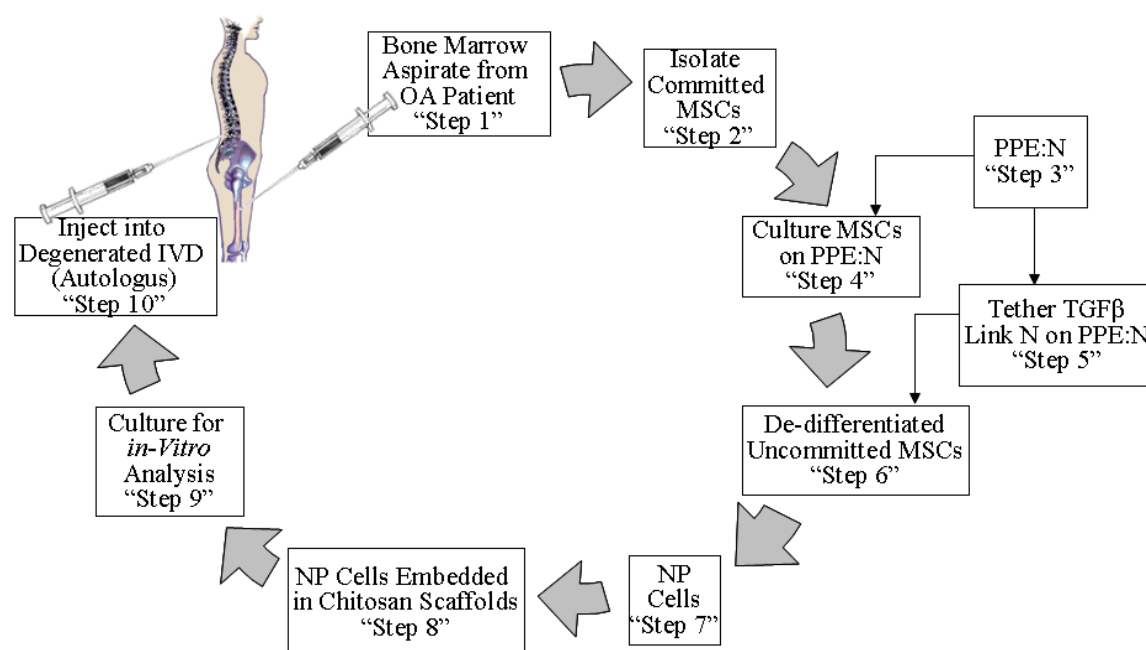 Bone Marrow
Aspirate from
OA Patient
“Step 1”
Isolate
Committed
MSCs
“Step 2”
PPE:N
“Step 3”
Culture MSCs
on PPE:N
“Step 4”
Tether TGFβ
Link N on PPE:N
“Step 5”
De-differentiated
Uncommitted MSCs
“Step 6”
NP
Cells
“Step 7”
NP Cells Embedded
in Chitosan Scaffolds
“Step 8”
Culture for
in-Vitro
Analysis
“Step 9”
Inject into
Degenerated IVD
(Autologus)
“Step 10”